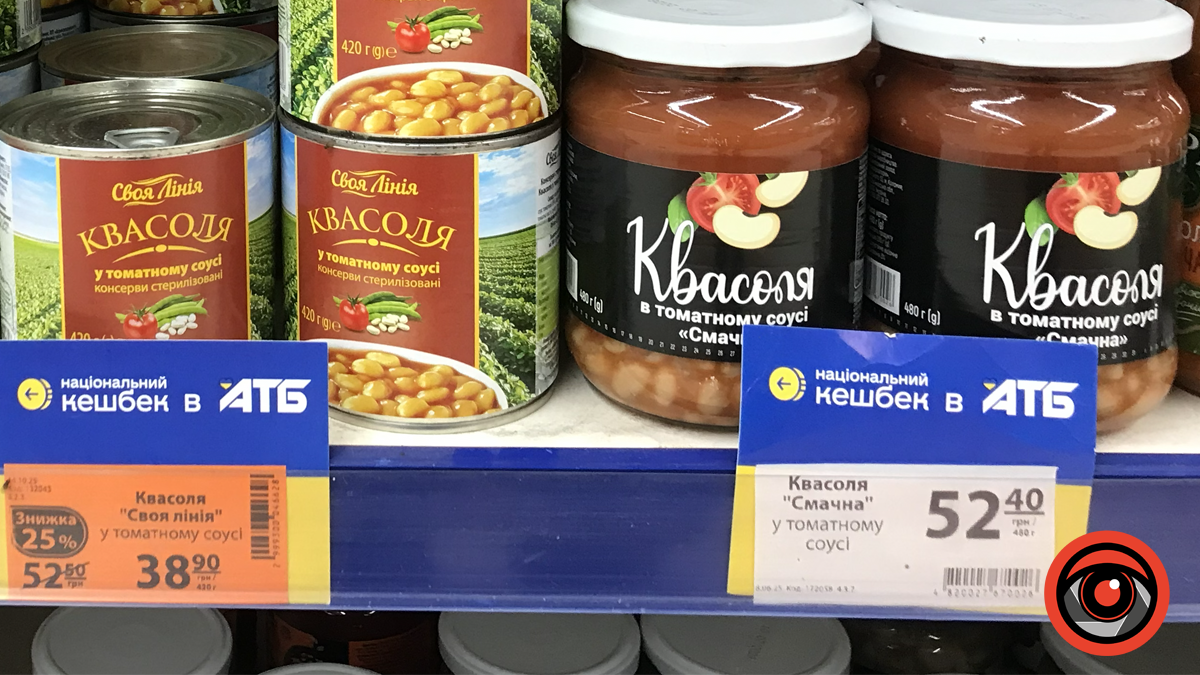 420 г (g) ℮
Своя Лінія
КВАСОЛЯ
у томатному соусі
консерви стерилізовані
Своя Лінія
КВАСОЛЯ
у томатному соусі
консерви стерилізовані
420 г (g) ℮
Квасоля
в томатному соусі
«Смачн
480 г (g)
Квасоля
в томатному соусі
«Смачна»
480 г (g)
національний
кешбек в АТБ
Квасоля
"Своя лінія"
у томатному соусі
Знижка
25%
52 50
грн
38 90
грн/
національний
кешбек в АТБ
Квасоля
"Смачна"
у томатному
соусі
52 40
грн/
480 г